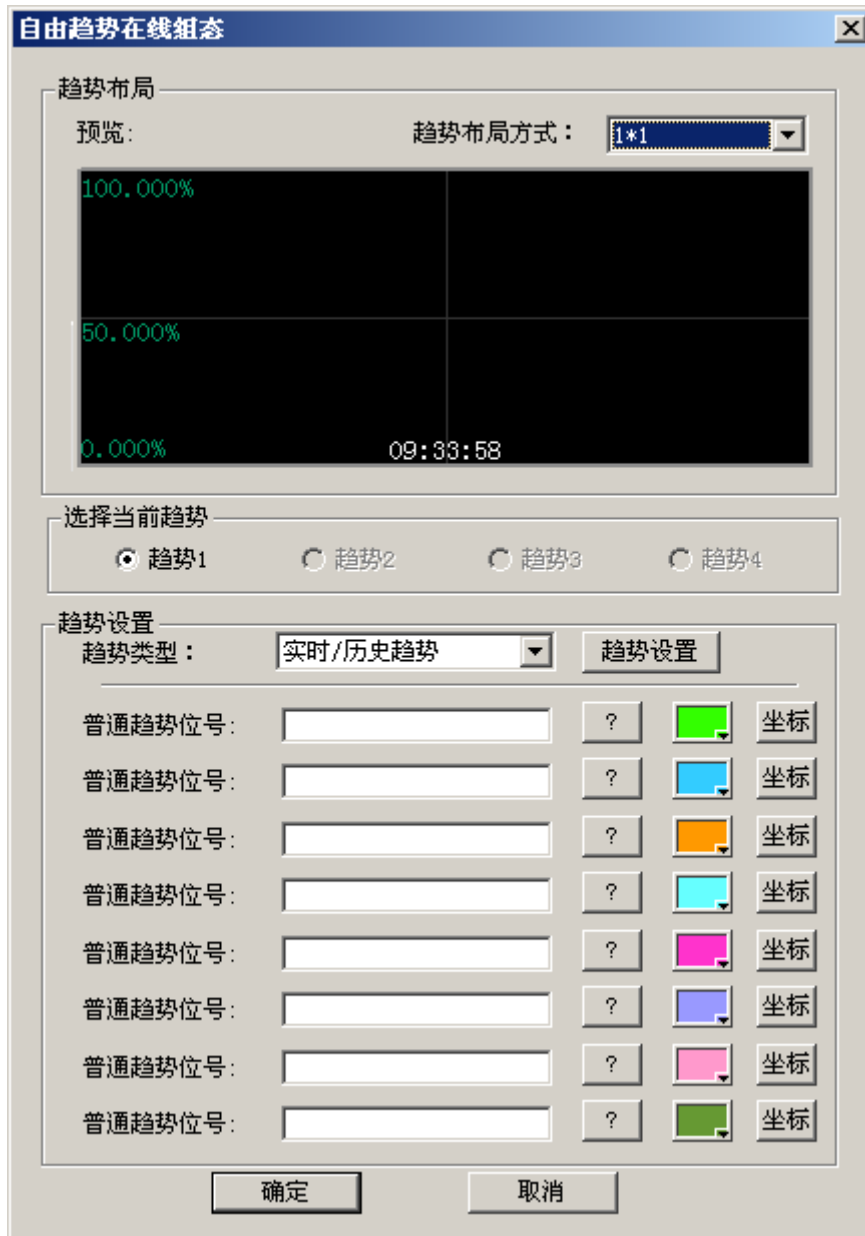 自由趋势在线组态
趋势布局
预览: 趋势布局方式： 1*1
100.000%
50.000%
0.000% 09:33:58
选择当前趋势
趋势1 趋势2 趋势3 趋势4
趋势设置
趋势类型： 实时/历史趋势 趋势设置
普通趋势位号: ? 坐标
普通趋势位号: ? 坐标
普通趋势位号: ? 坐标
普通趋势位号: ? 坐标
普通趋势位号: ? 坐标
普通趋势位号: ? 坐标
普通趋势位号: ? 坐标
普通趋势位号: ? 坐标
确定 取消